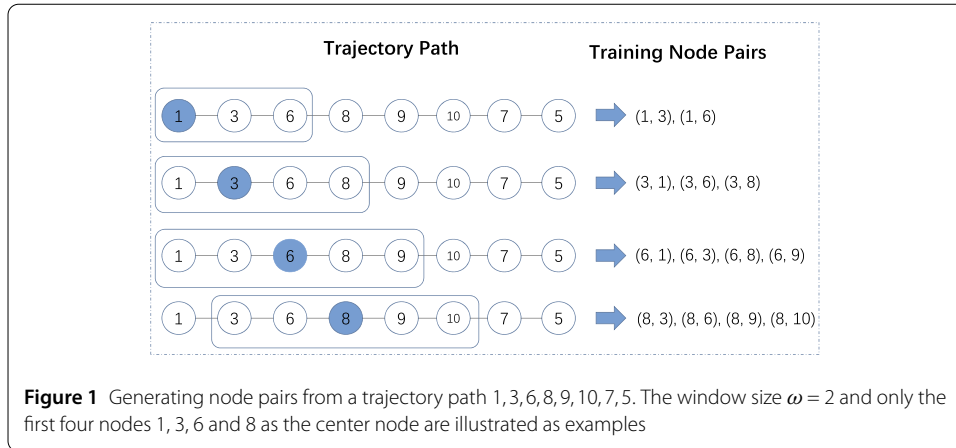 Trajectory Path Training Node Pairs
1 3 6 8 9 10 7 5 (1, 3), (1, 6)
1 3 6 8 9 10 7 5 (3, 1), (3, 6), (3, 8)
1 3 6 8 9 10 7 5 (6, 1), (6, 3), (6, 8), (6, 9)
1 3 6 8 9 10 7 5 (8, 3), (8, 6), (8, 9), (8, 10)
Figure 1 Generating node pairs from a trajectory path 1, 3, 6, 8, 9, 10, 7, 5. The window size ω = 2 and only the
first four nodes 1, 3, 6 and 8 as the center node are illustrated as examples